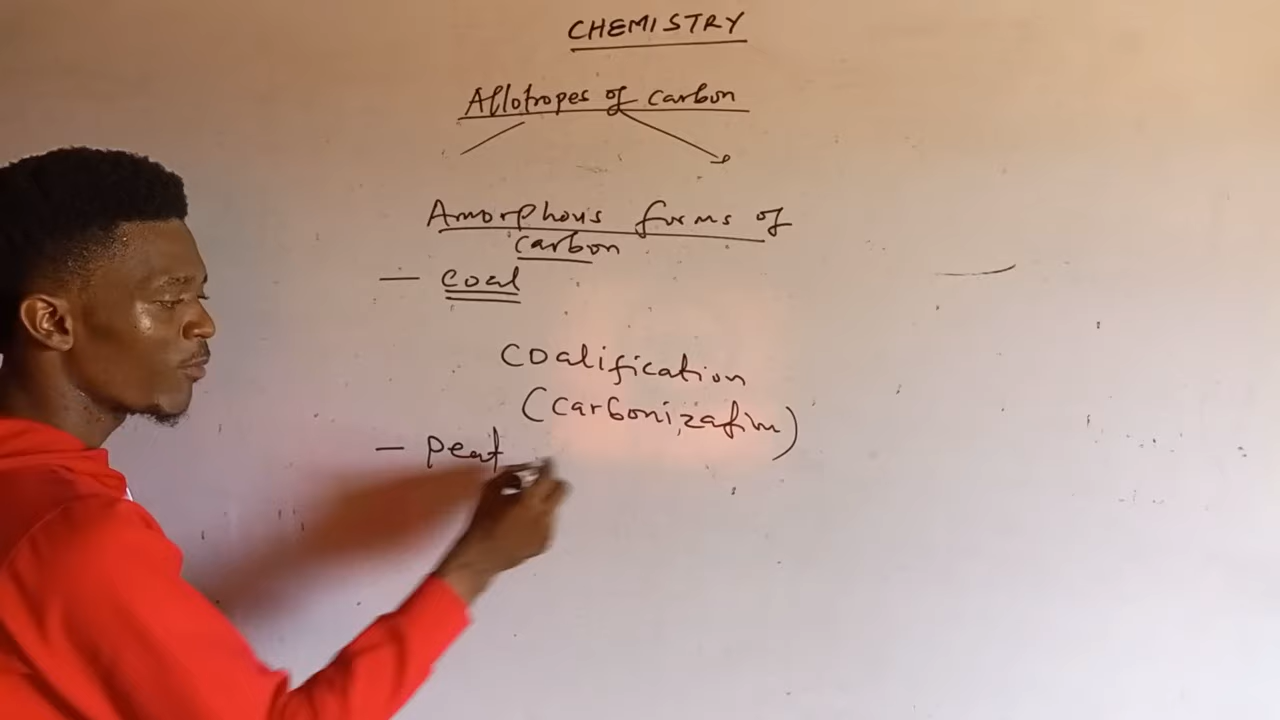 CHEMISTRY
Allotropes of carbon
Amorphous forms of
carbon
— coal
coalification
(carbonization)
— peat